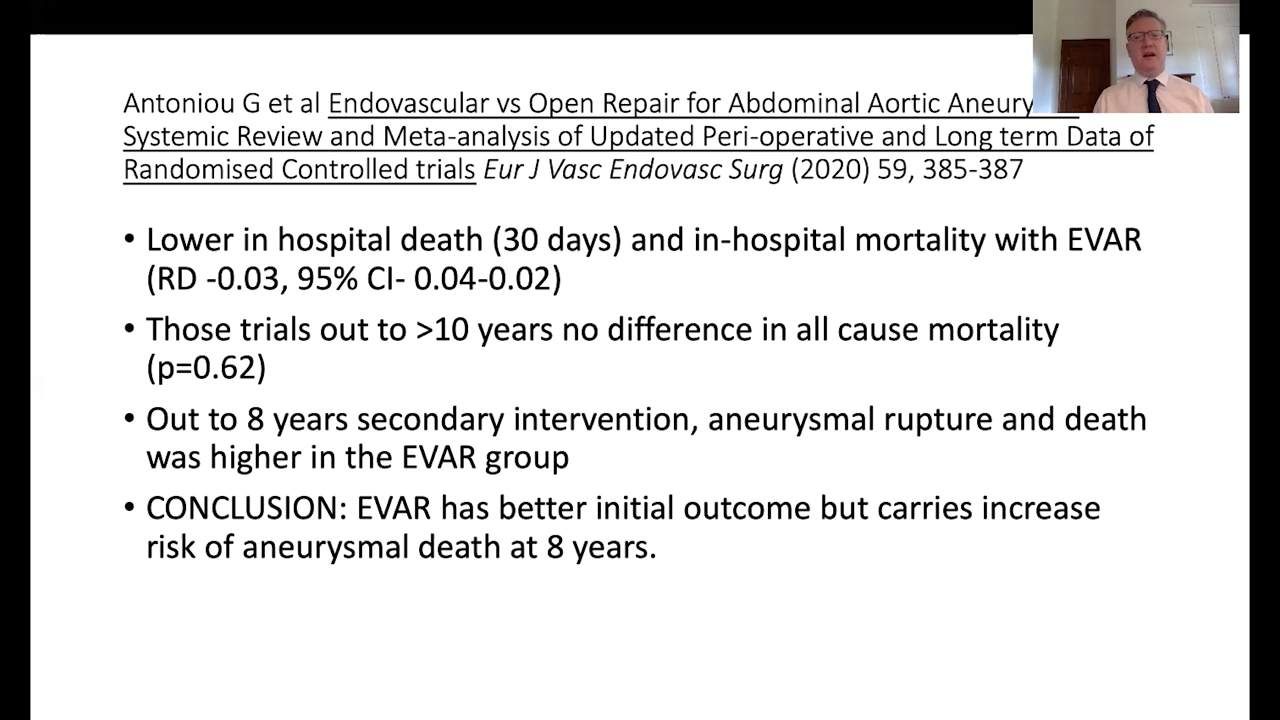 Antoniou G et al Endovascular vs Open Repair for Abdominal Aortic
Systemic Review and Meta-analysis of Updated Peri-operative and Long term Data of
Randomised Controlled trials Eur J Vasc Endovasc Surg (2020) 59, 385-387
• Lower in hospital death (30 days) and in-hospital mortality with EVAR
(RD -0.03, 95% CI- 0.04-0.02)
• Those trials out to >10 years no difference in all cause mortality
(p=0.62)
• Out to 8 years secondary intervention, aneurysmal rupture and death
was higher in the EVAR group
• CONCLUSION: EVAR has better initial outcome but carries increase
risk of aneurysmal death at 8 years.